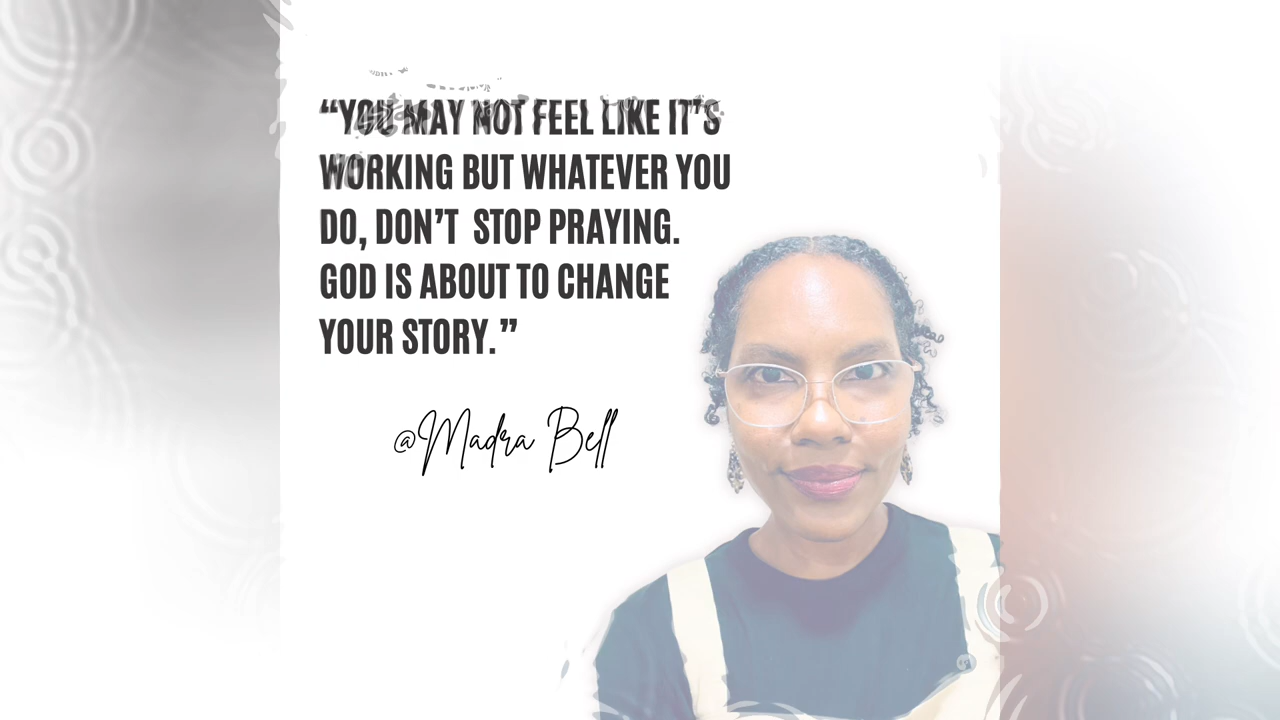 “YOU MAY NOT FEEL LIKE IT’S
WORKING BUT WHATEVER YOU
DO, DON’T STOP PRAYING.
GOD IS ABOUT TO CHANGE
YOUR STORY.”
@Madra Bell